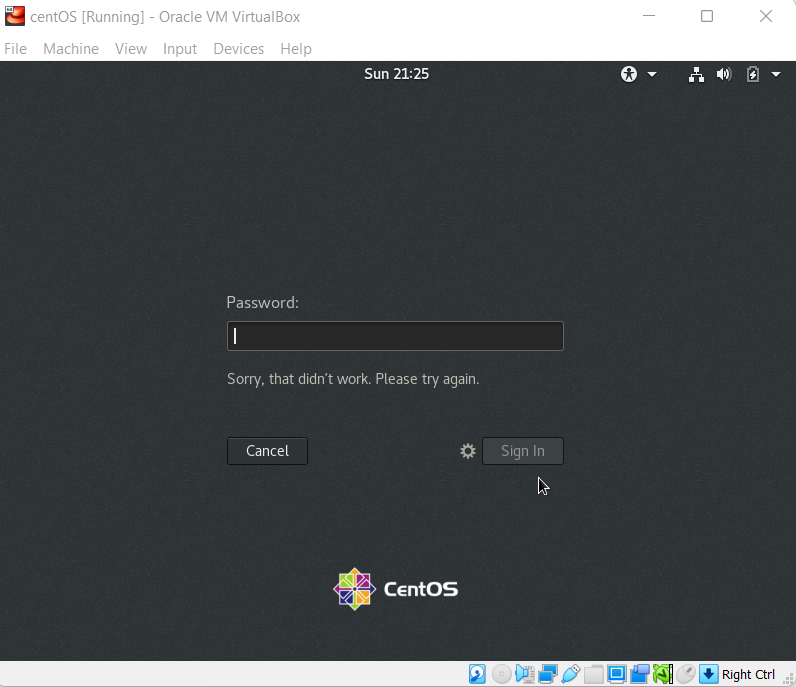 centOS [Running] - Oracle VM VirtualBox
File Machine View Input Devices Help
Sun 21:25
Password:
Sorry, that didn't work. Please try again.
Cancel Sign In
CentOS
Right Ctrl